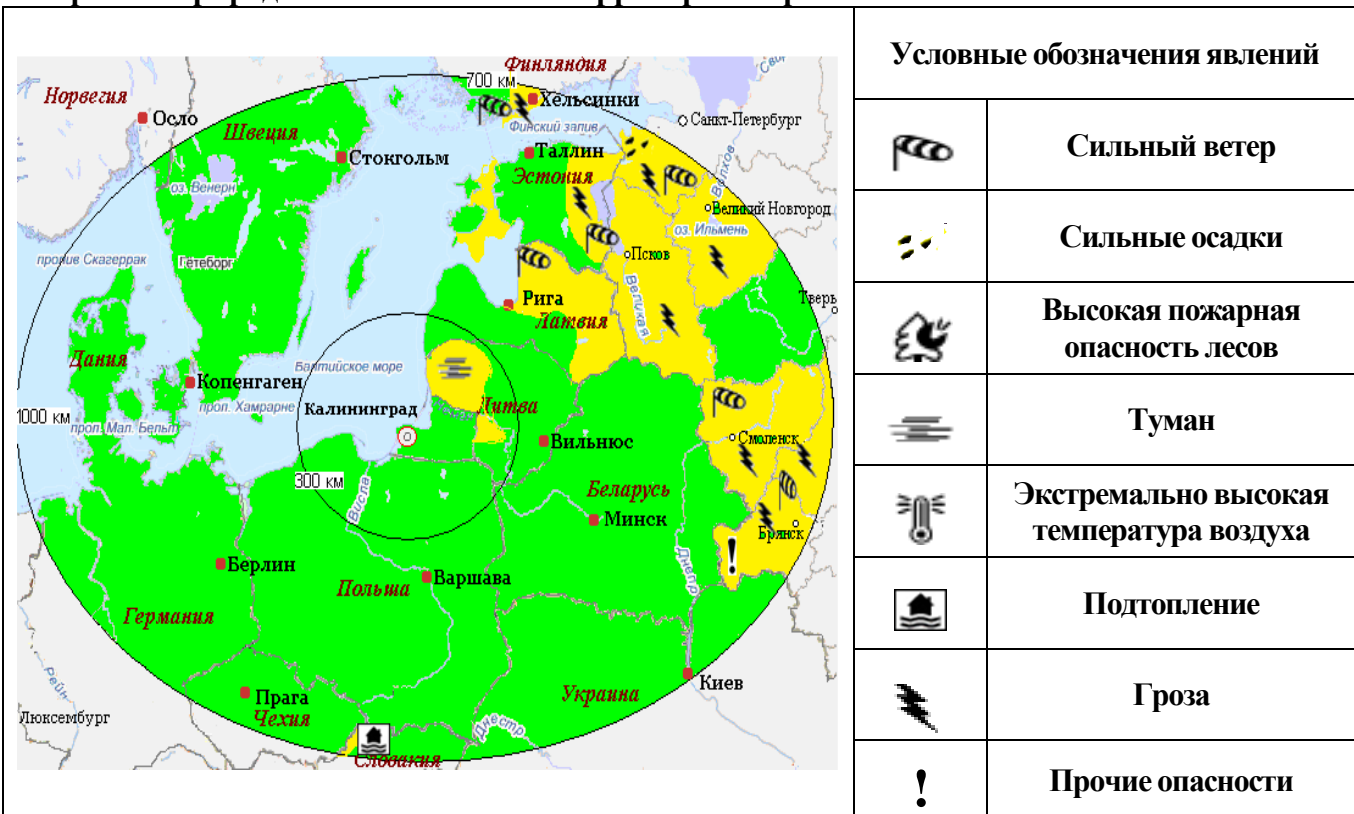 Условные обозначения явлений
Сильный ветер
Сильные осадки
Высокая пожарная
опасность лесов
Туман
Экстремально высокая
температура воздуха
Подтопление
Гроза
!
Прочие опасности
Финляндия
700 км
Норвегия
Хельсинки
Осло
Финский залив
Санкт-Петербург
Швеция
Таллин
Волхов
Стокгольм
Эстония
оз. Венерн
Великий Новгород
оз. Ильмень
Псков
пролив Скагеррак
Гётеборг
Великая
Рига
Тверь
Латвия
Дания
Балтийское море
Копенгаген
Литва
прол. Хамрарне
Калининград
1000 км
прол. Мал. Бельт
Смоленск
Вильнюс
300 км
Висла
Беларусь
Минск
Брянск
!
Днепр
Берлин
Варшава
Польша
Германия
Рейн
Киев
Украина
Прага
Люксембург
Чехия
Днестр
Словакия